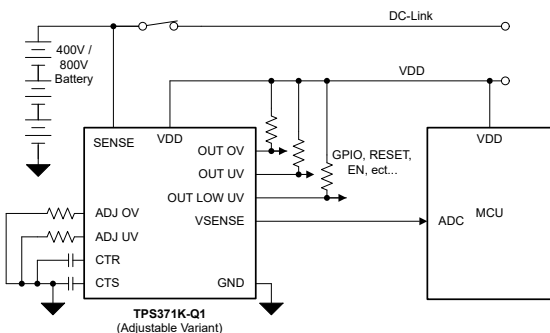 DC-Link
400V /
800V
Battery
VDD
SENSE
VDD
VDD
OUT OV
OUT UV
GPIO, RESET,
EN, ect...
OUT LOW UV
VSENSE
ADC
MCU
ADJ OV
ADJ UV
CTR
CTS
GND
TPS371K-Q1
(Adjustable Variant)